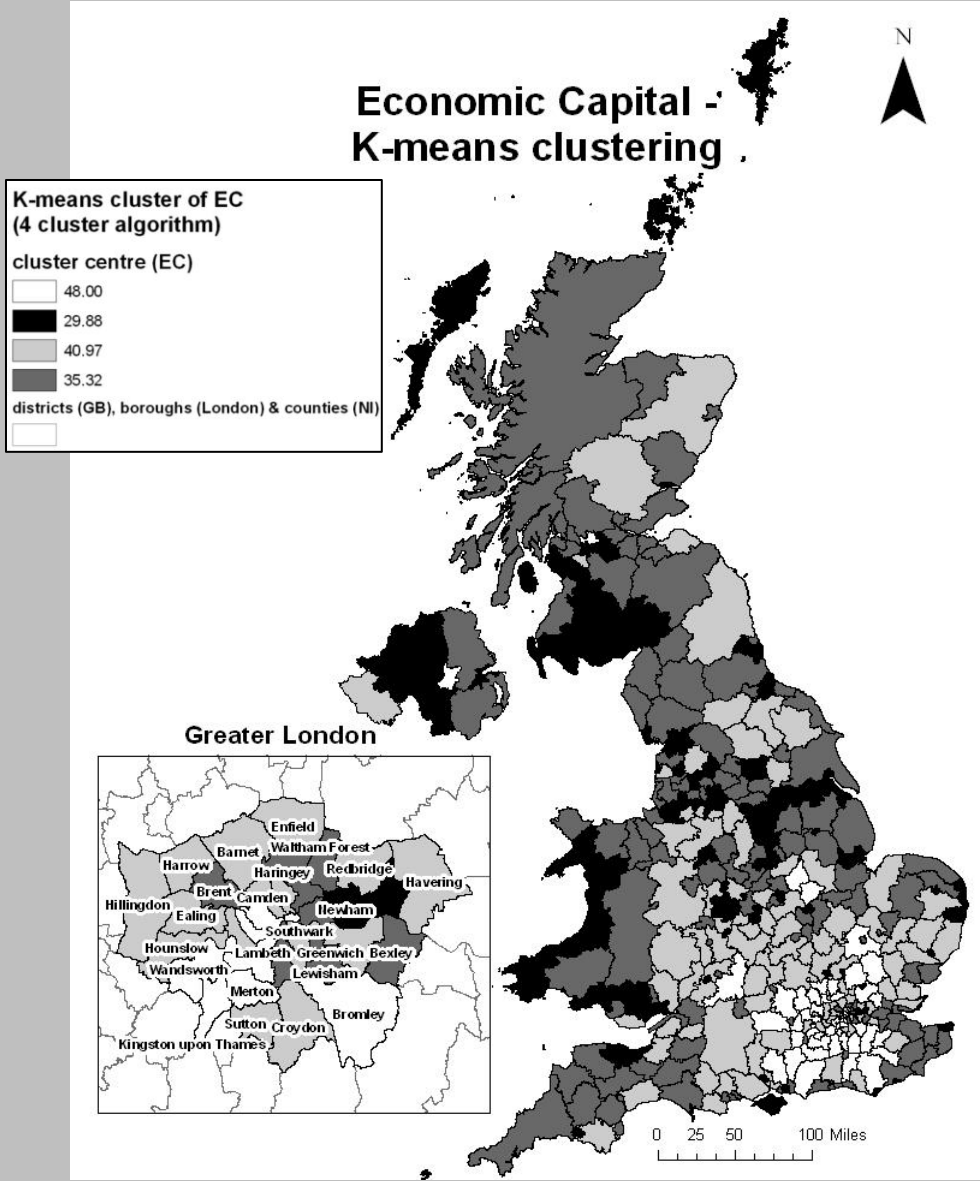 N
Economic Capital -
K-means clustering
K-means cluster of EC
(4 cluster algorithm)
cluster centre (EC)
48.00
29.88
40.97
35.32
districts (GB), boroughs (London) & counties (NI)
Greater London
Enfield
Waltham Forest
Barnet
Harrow
Haringey
Redbridge
Havering
Brent
Camden
Hillingdon
Newham
Ealing
Southwark
Hounslow
Lambeth
Greenwich
Bexley
Wandsworth
Lewisham
Merton
Bromley
Sutton
Croydon
Kingston upon Thames
0 25 50 100 Miles